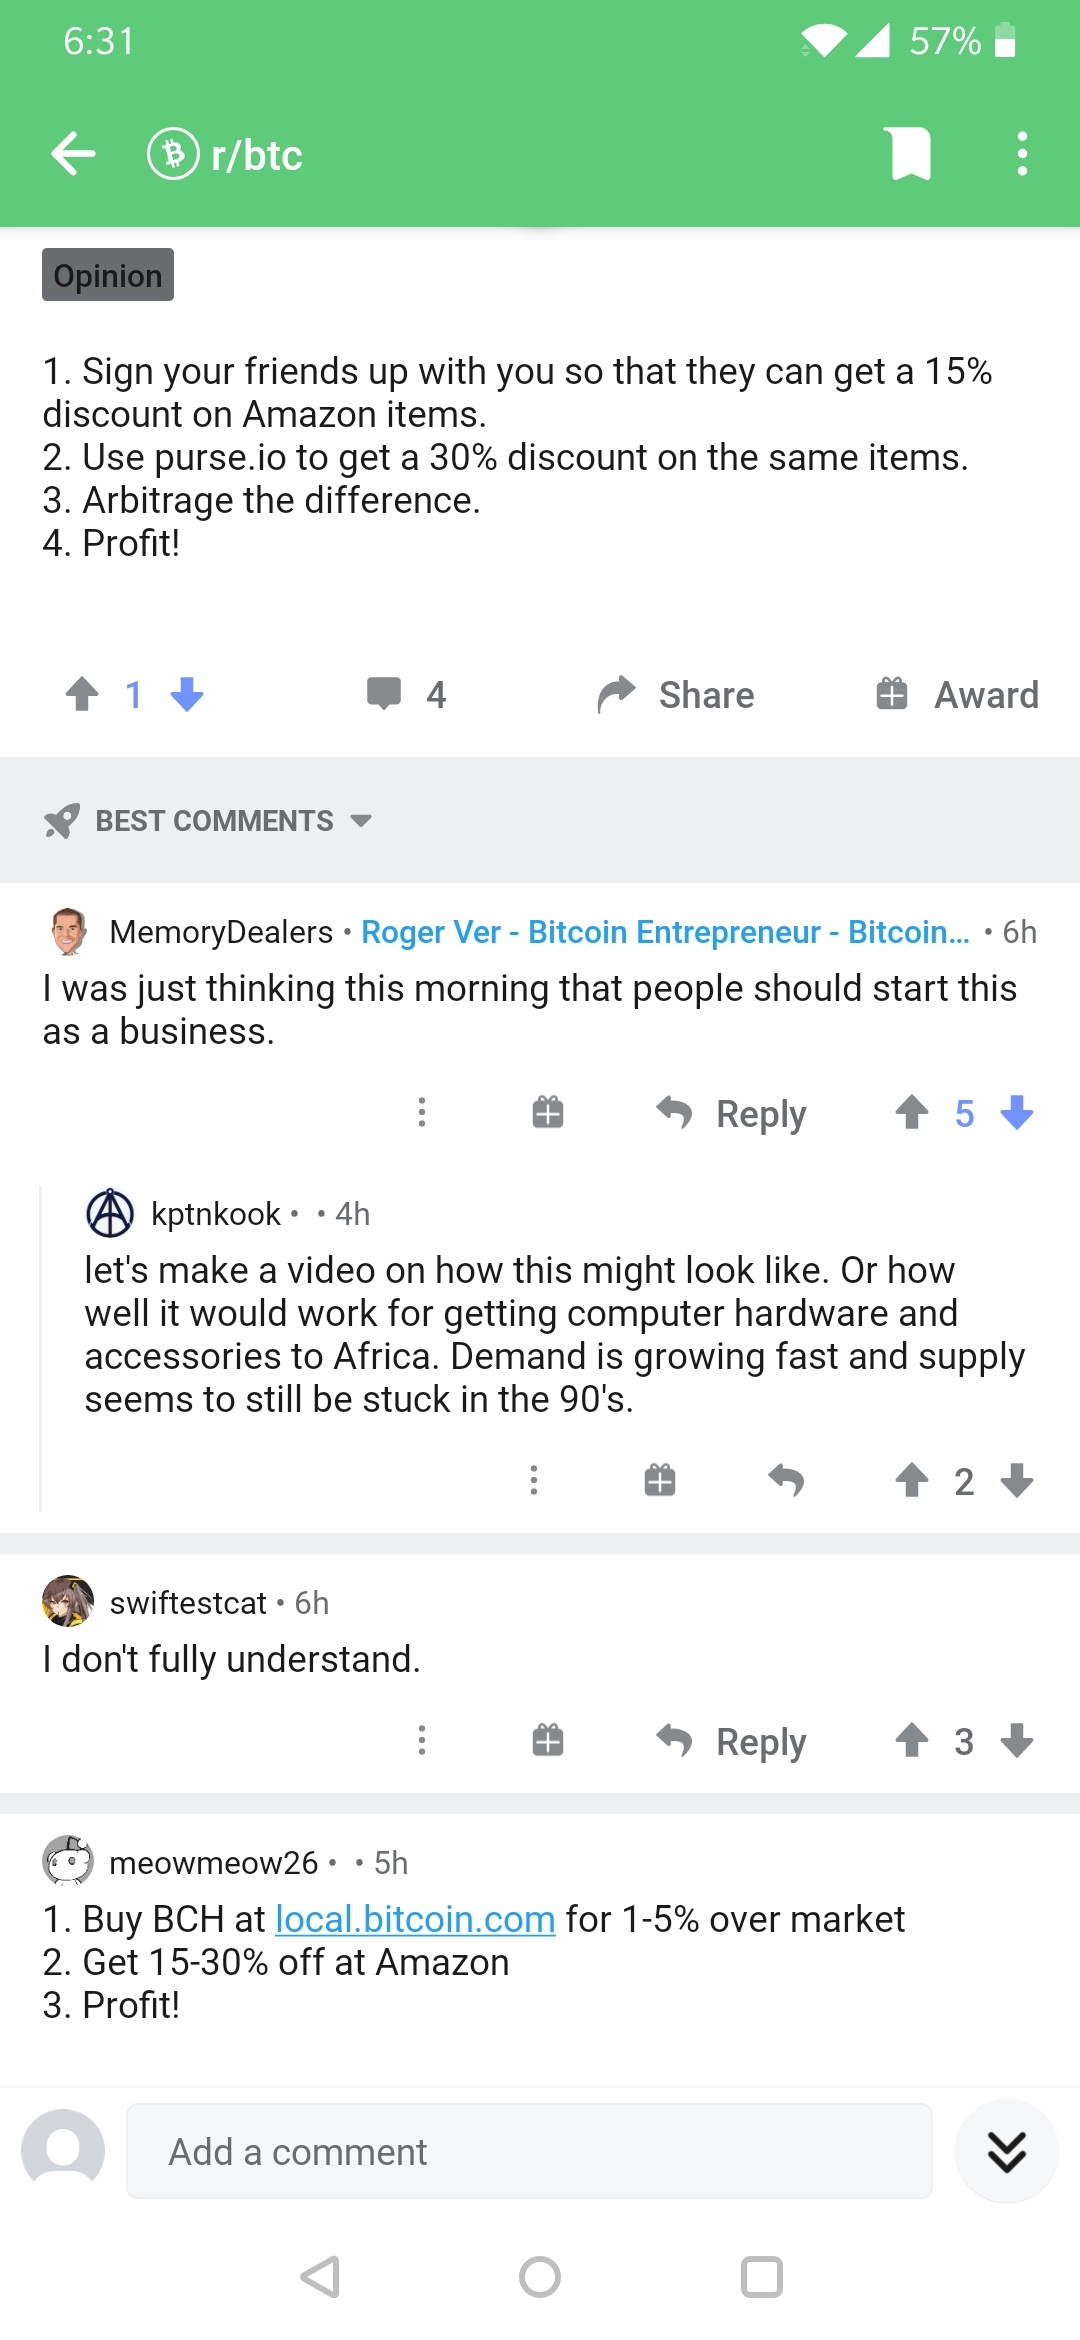 6:31
57%
r/btc
Opinion
1. Sign your friends up with you so that they can get a 15%
discount on Amazon items.
2. Use purse.io to get a 30% discount on the same items.
3. Arbitrage the difference.
4. Profit!
1
4
Share
Award
BEST COMMENTS
MemoryDealers • Roger Ver - Bitcoin Entrepreneur - Bitcoin... • 6h
I was just thinking this morning that people should start this
as a business.
Reply
5
kptnkook • • 4h
let's make a video on how this might look like. Or how
well it would work for getting computer hardware and
accessories to Africa. Demand is growing fast and supply
seems to still be stuck in the 90's.
2
swiftestcat • 6h
I don't fully understand.
Reply
3
meowmeow26 • • 5h
1. Buy BCH at local.bitcoin.com for 1-5% over market
2. Get 15-30% off at Amazon
3. Profit!
Add a comment